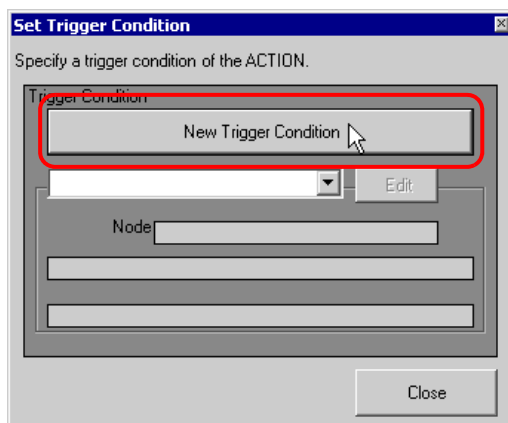 Set Trigger Condition
Specify a trigger condition of the ACTION.
Trigger Condition
New Trigger Condition
Edit
Node
Close